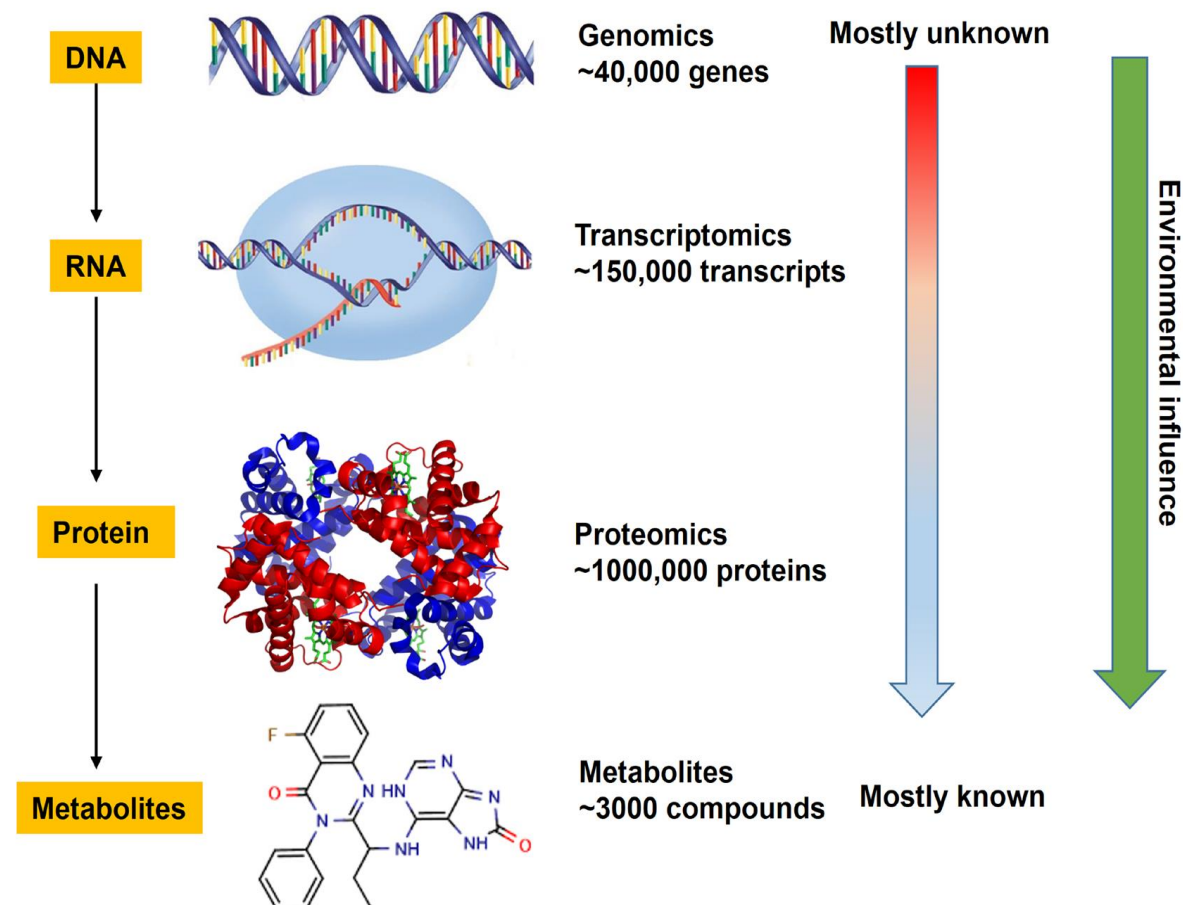 DNA
Genomics
~40,000 genes
Mostly unknown
RNA
Transcriptomics
~150,000 transcripts
Environmental influence
Protein
Proteomics
~1000,000 proteins
F
O
N
HN
N
N
N
NH
NH
O
Metabolites
Metabolites
~3000 compounds
Mostly known